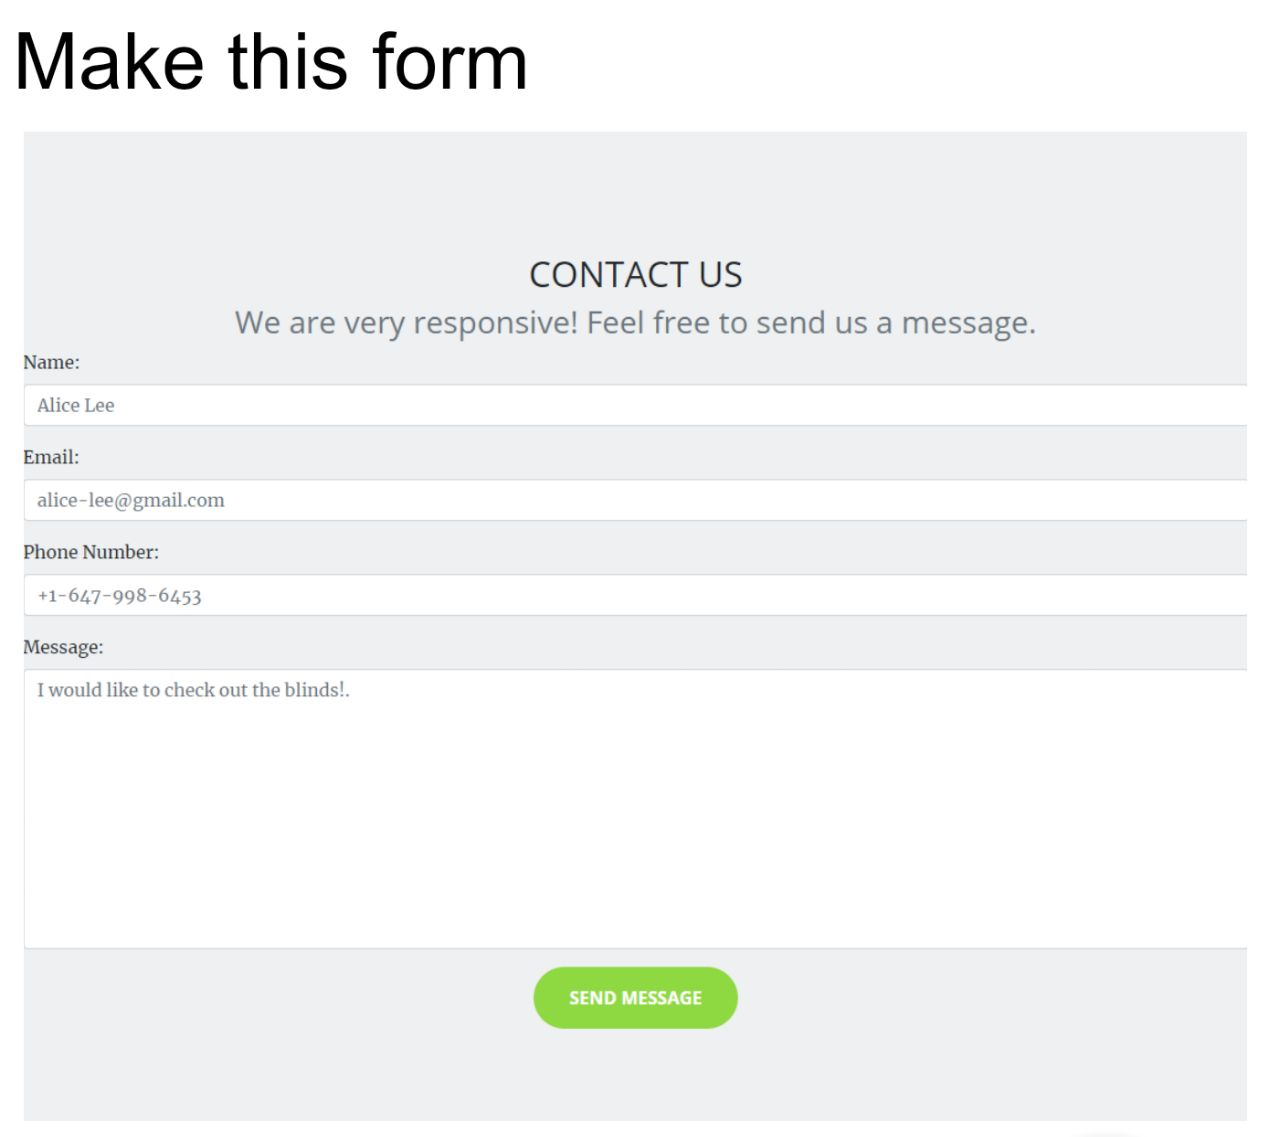 Make this form
CONTACT US
We are very responsive! Feel free to send us a message.
Name:
Alice Lee
Email:
alice-lee@gmail.com
Phone Number:
+1-647-998-6453
Message:
I would like to check out the blinds!.
SEND MESSAGE